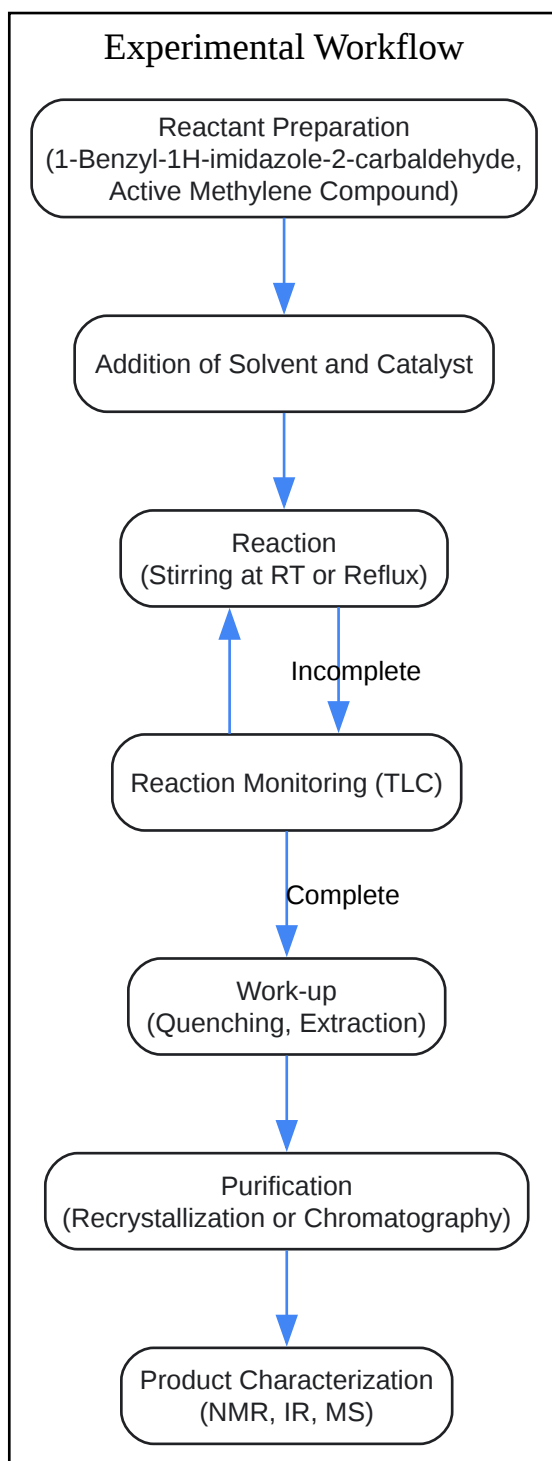 Experimental Workflow
Reactant Preparation
(1-Benzyl-1H-imidazole-2-carbaldehyde,
Active Methylene Compound)
Addition of Solvent and Catalyst
Reaction
(Stirring at RT or Reflux)
Incomplete
Reaction Monitoring (TLC)
Complete
Work-up
(Quenching, Extraction)
Purification
(Recrystallization or Chromatography)
Product Characterization
(NMR, IR, MS)